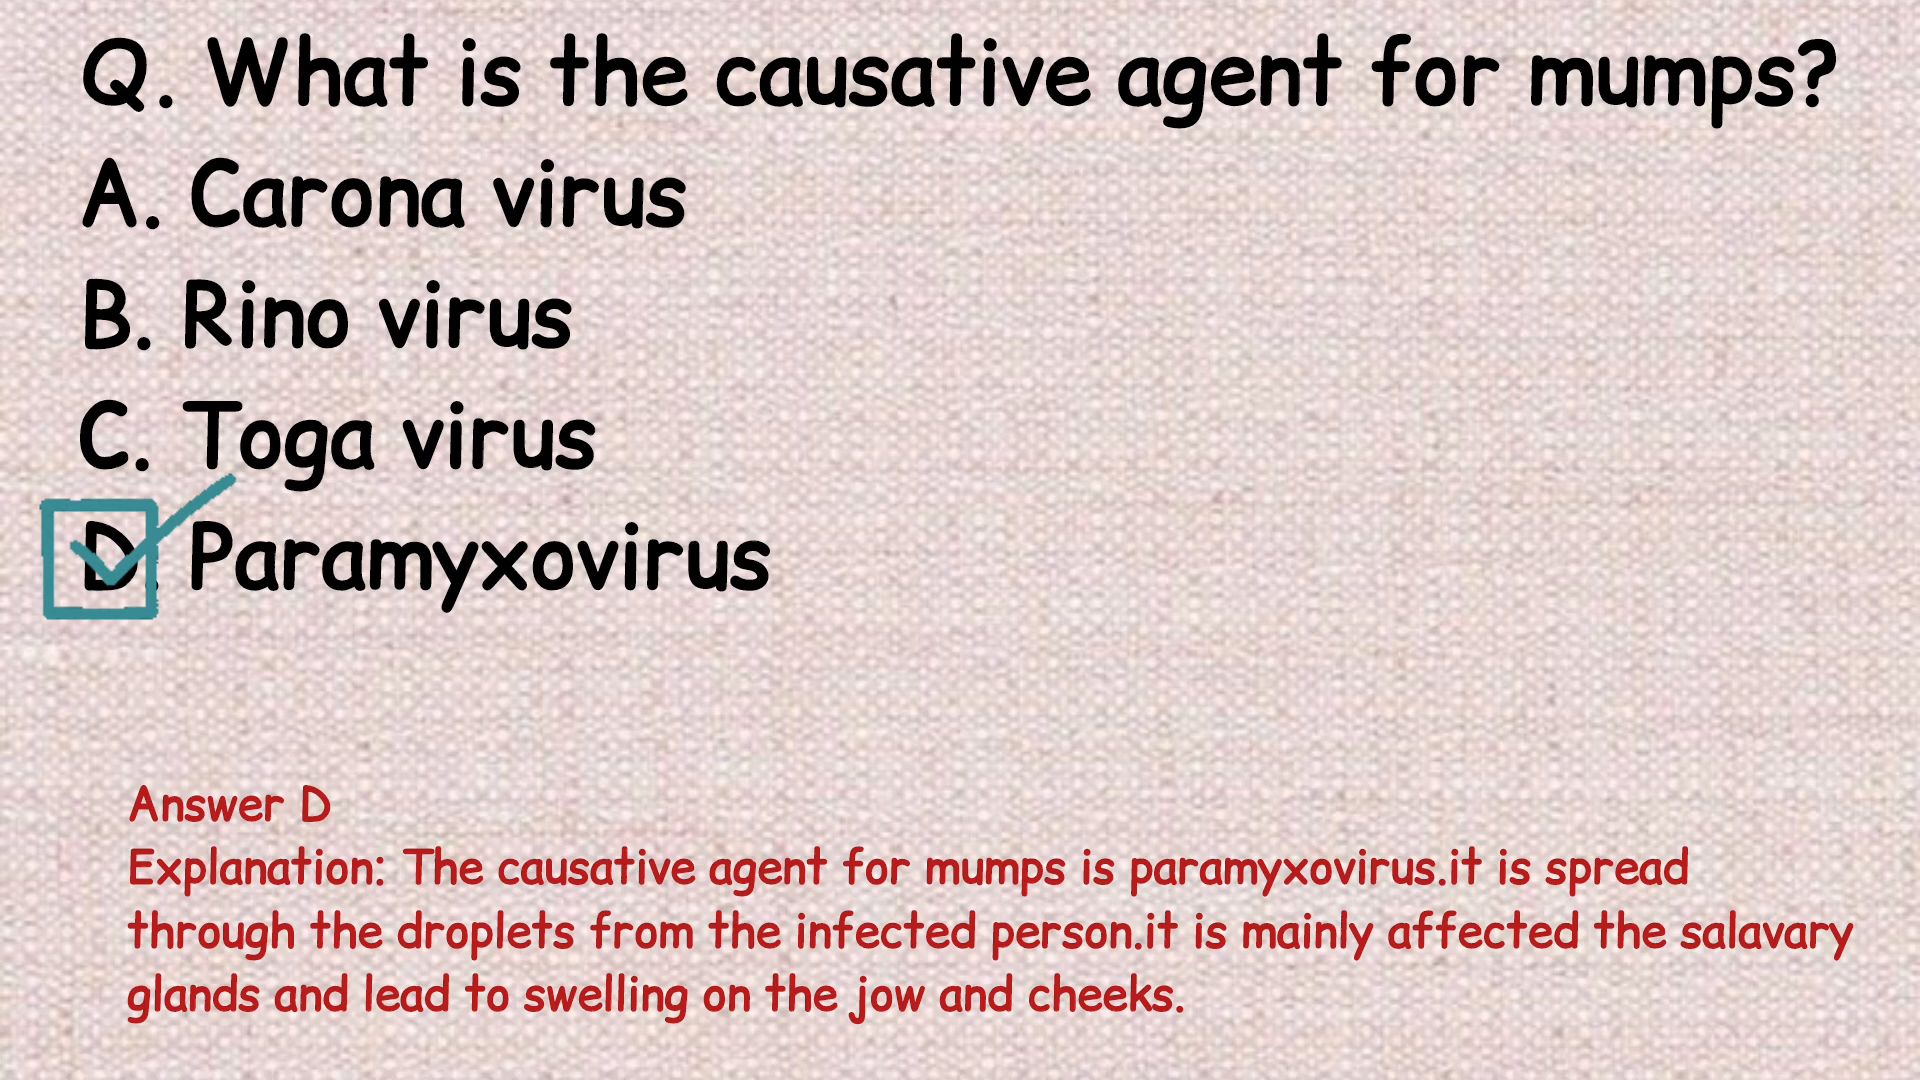 Q. What is the causative agent for mumps?
A. Carona virus
B. Rino virus
C. Toga virus
D. Paramyxovirus
Answer D
Explanation: The causative agent for mumps is paramyxovirus.it is spread
through the droplets from the infected person.it is mainly affected the salavary
glands and lead to swelling on the jow and cheeks.